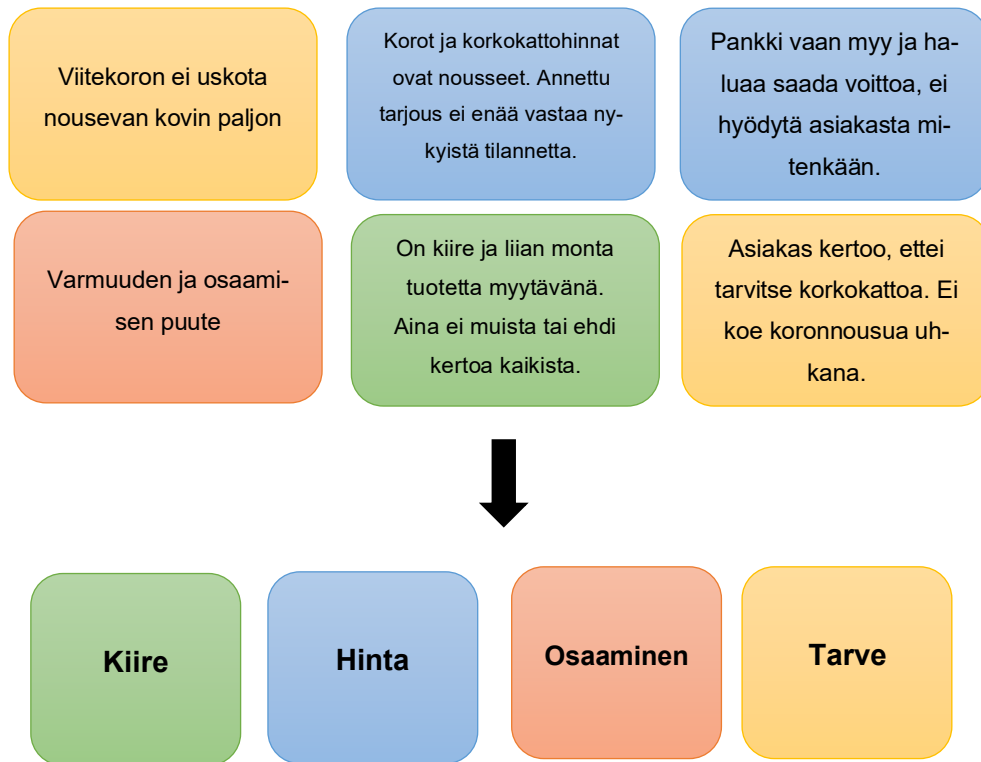 Viitekoron ei uskota
nousevan kovin paljon
Korot ja korkokattohinnat
ovat nousseet. Annettu
tarjous ei enää vastaa ny-
kyistä tilannetta.
Pankki vaan myy ja ha-
luaa saada voittoa, ei
hyödytä asiakasta mi-
tenkään.
Varmuuden ja osaami-
sen puute
On kiire ja liian monta
tuotetta myytävänä.
Aina ei muista tai ehdi
kertoa kaikista.
Asiakas kertoo, ettei
tarvitse korkokattoa. Ei
koe koronnousua uh-
kana.
Kiire
Hinta
Osaaminen
Tarve